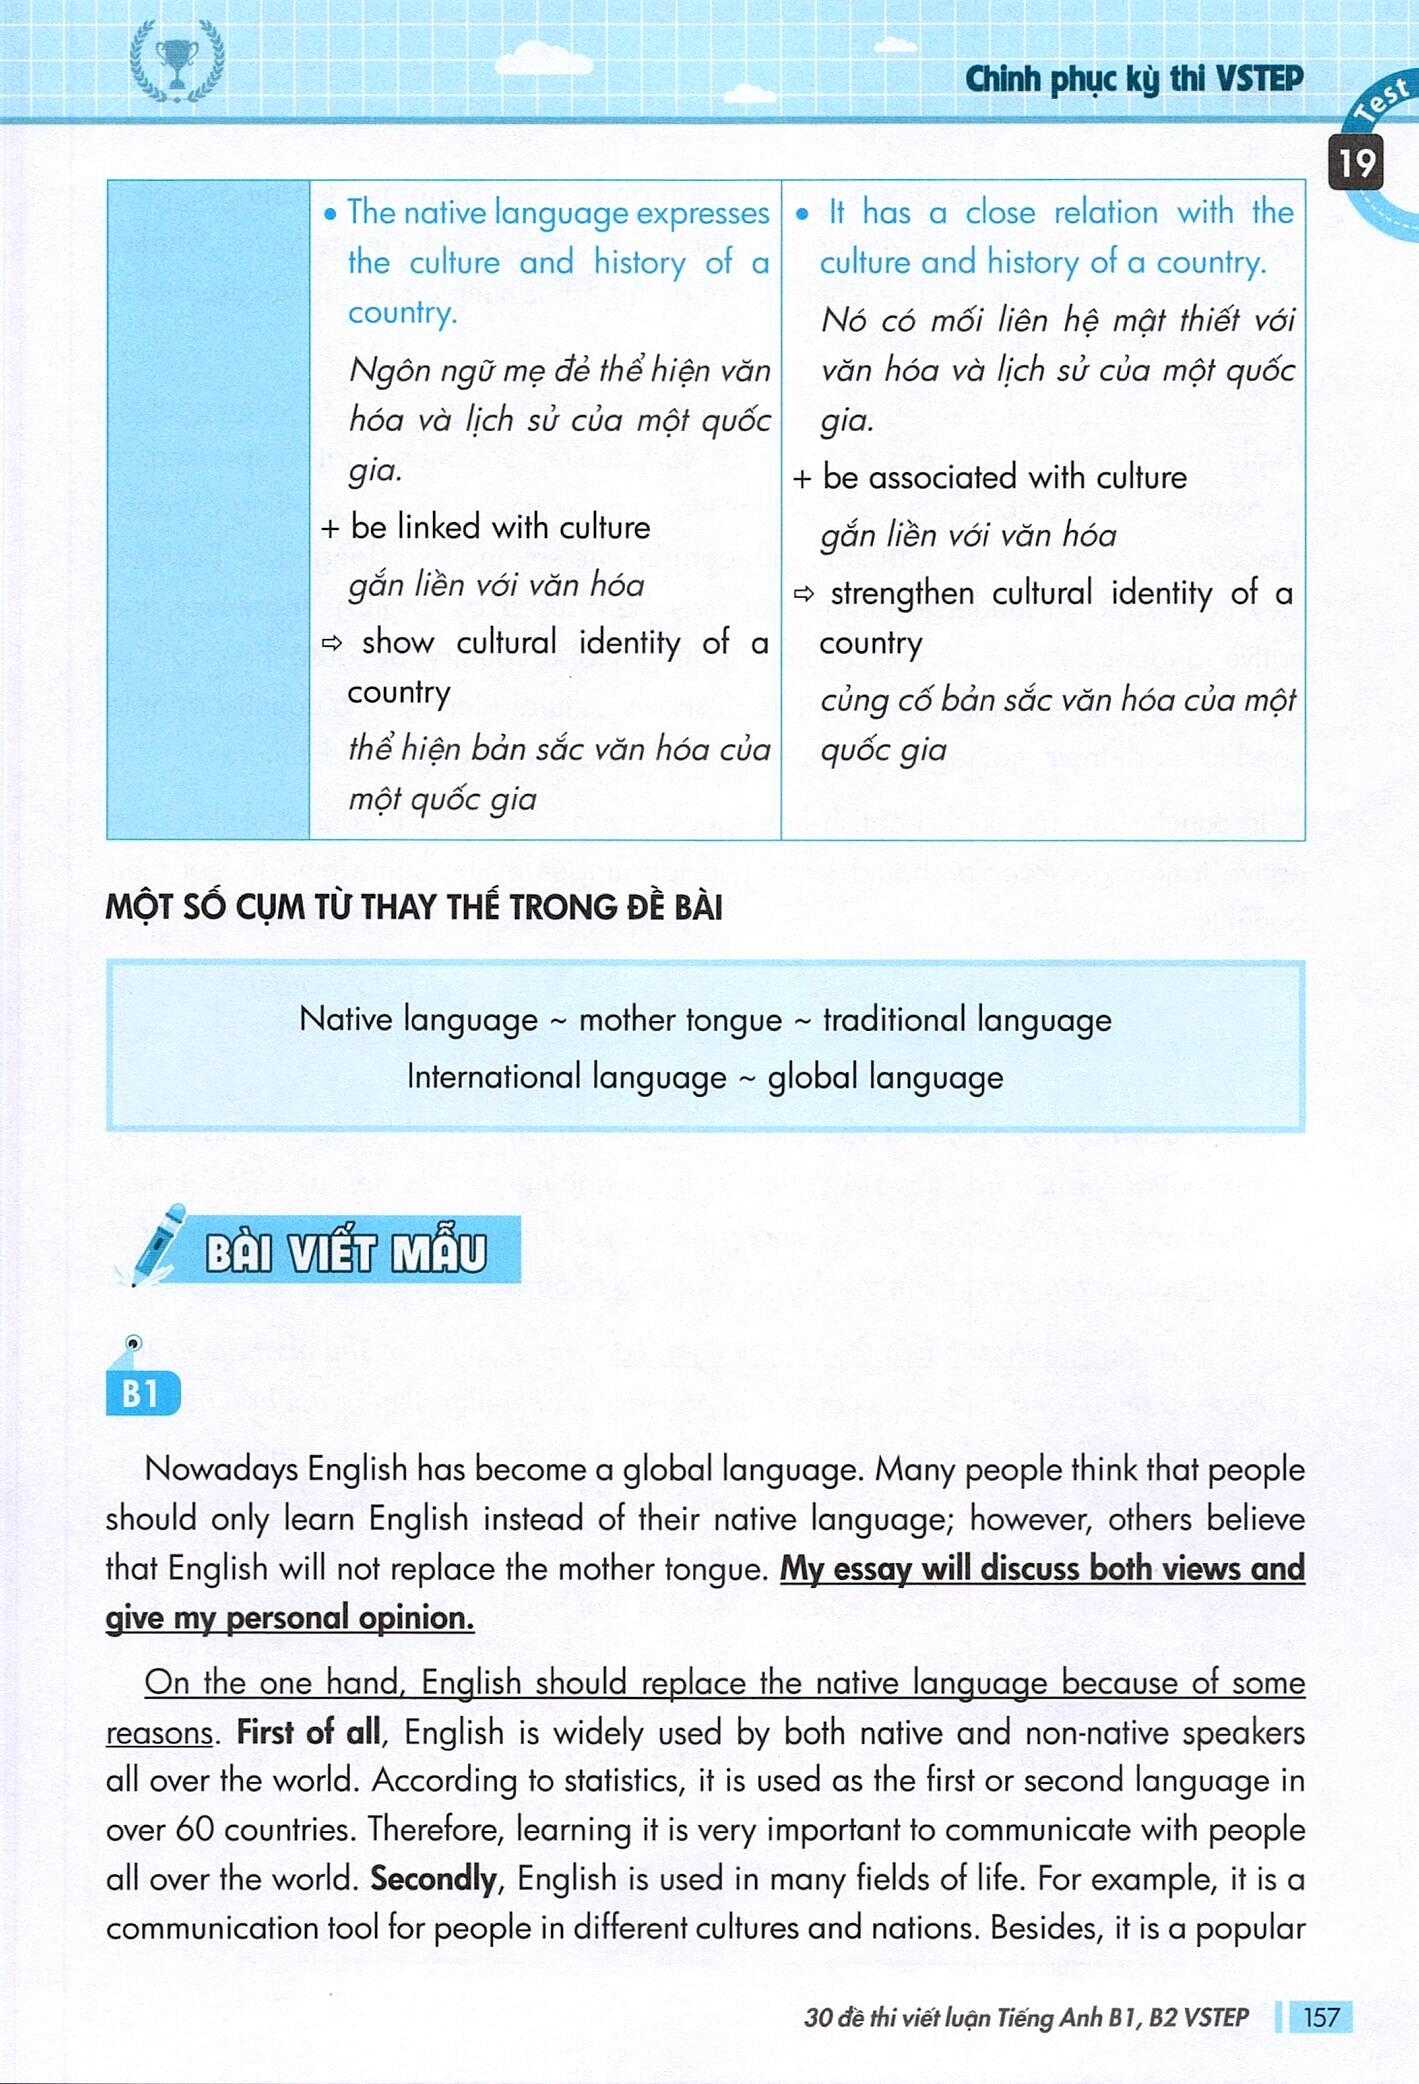 Chinh phục kỳ thi VSTEP
Test
19
• The native language expresses
the culture and history of a
country.
Ngôn ngữ mẹ đẻ thể hiện văn
hóa và lịch sử của một quốc
gia.
+ be linked with culture
gắn liền với văn hóa
⇨ show cultural identity of a
country
thể hiện bản sắc văn hóa của
một quốc gia
• It has a close relation with the
culture and history of a country.
Nó có mối liên hệ mật thiết với
văn hóa và lịch sử của một quốc
gia.
+ be associated with culture
gắn liền với văn hóa
⇨ strengthen cultural identity of a
country
củng cố bản sắc văn hóa của một
quốc gia
MỘT SỐ CỤM TỪ THAY THẾ TRONG ĐỀ BÀI
Native language ~ mother tongue ~ traditional language
International language ~ global language
BÀI VIẾT MẪU
B1
Nowadays English has become a global language. Many people think that people
should only learn English instead of their native language; however, others believe
that English will not replace the mother tongue. My essay will discuss both views and
give my personal opinion.
On the one hand, English should replace the native language because of some
reasons. First of all, English is widely used by both native and non-native speakers
all over the world. According to statistics, it is used as the first or second language in
over 60 countries. Therefore, learning it is very important to communicate with people
all over the world. Secondly, English is used in many fields of life. For example, it is a
communication tool for people in different cultures and nations. Besides, it is a popular
30 đề thi viết luận Tiếng Anh B1, B2 VSTEP
157